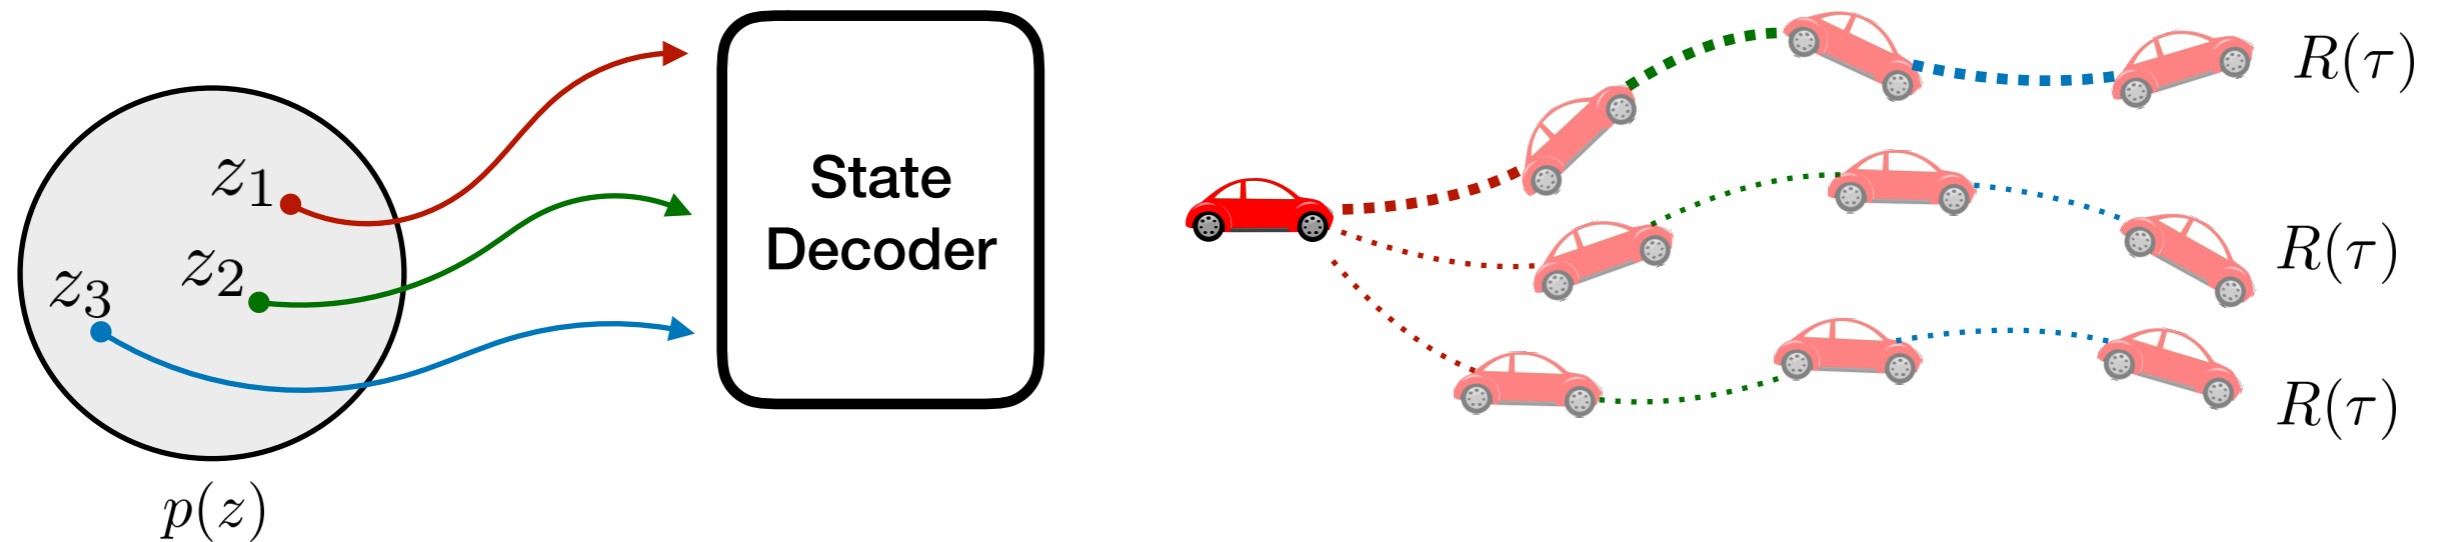 z₁
z₂
z₃
p(z)
State
Decoder
R(τ)
R(τ)
R(τ)